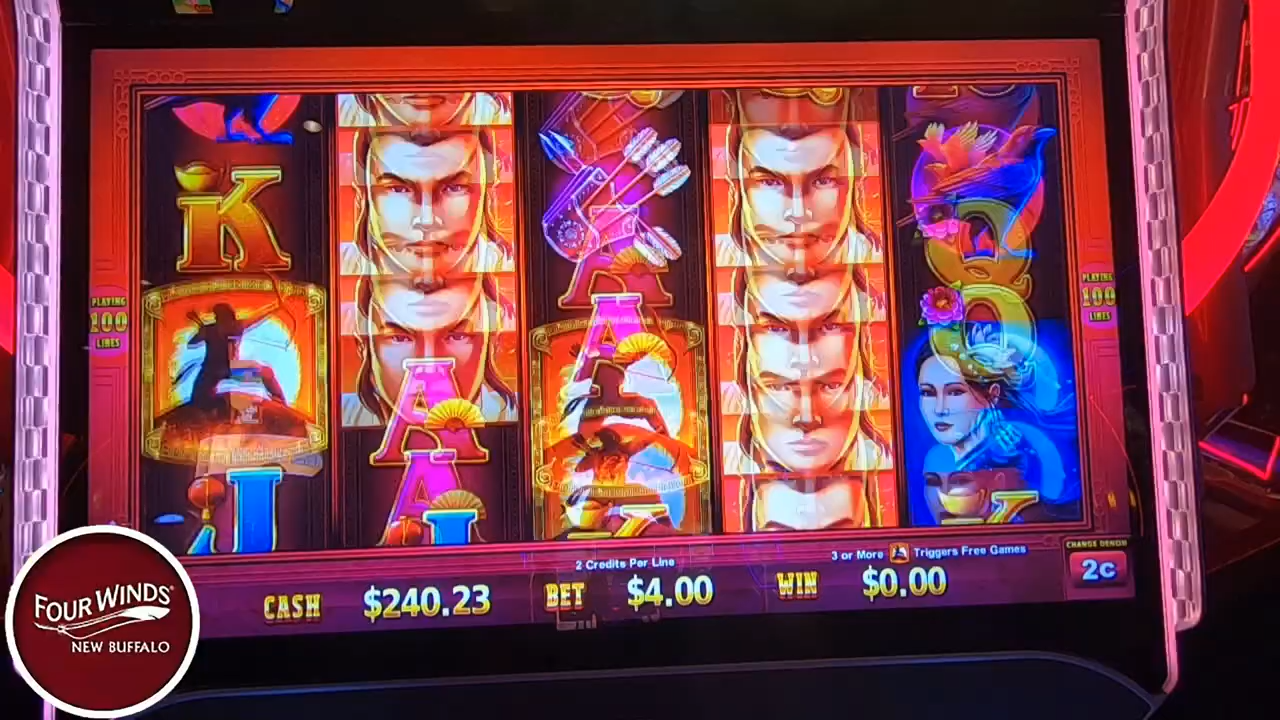 K
Q
A
Q
A
A
A
J
J
K
K
PLAYING
100
LINES
PLAYING
100
LINES
2 Credits Per Line
3 or More Triggers Free Games
CHANGE DENOM
CASH $240.23 BET $4.00 WIN $0.00 2¢
FOUR WINDS®
NEW BUFFALO